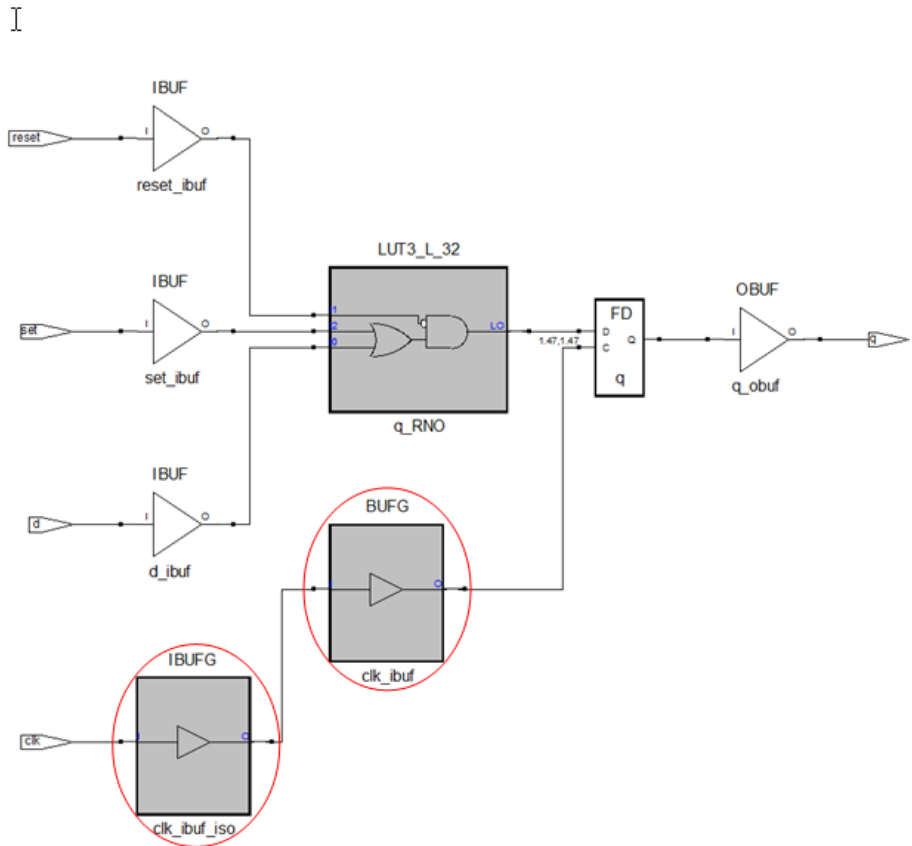 IBUF
reset
I
O
reset_ibuf
LUT3_L_32
IBUF
OBUF
set
I
O
1
2
0
LO
1.47,1.47
FD
D
C
Q
q
I
O
q
set_ibuf
q_RNO
q_obuf
IBUF
d
I
O
d_ibuf
BUFG
I
O
clk_ibuf
IBUFG
clk
I
O
clk_ibuf_iso